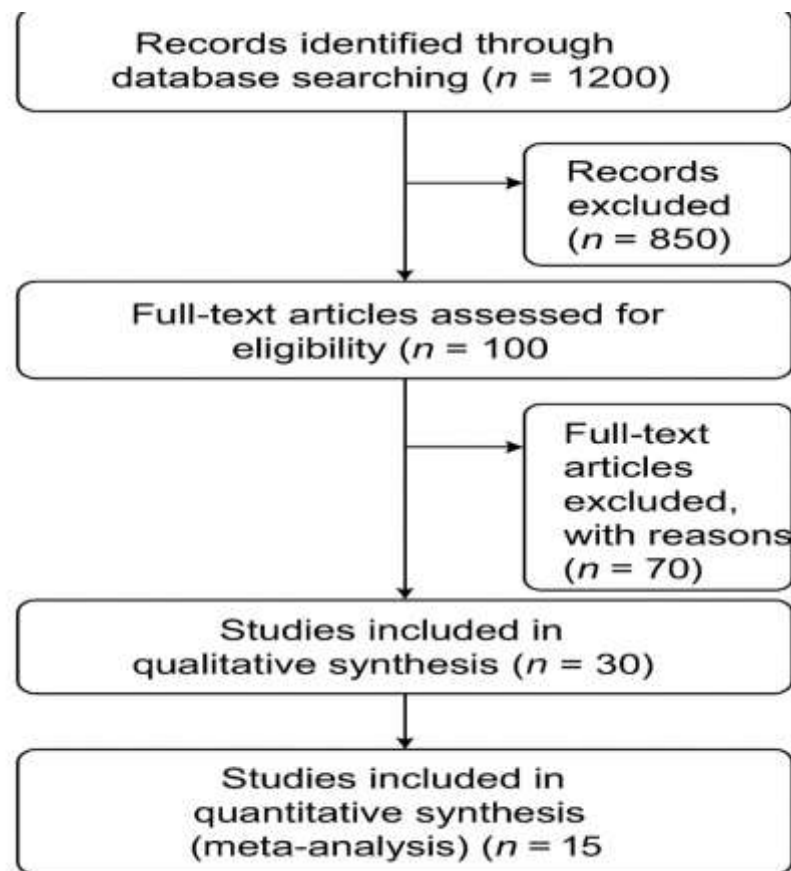 Records identified through
database searching (n = 1200)
Records
excluded
(n = 850)
Full-text articles assessed for
eligibility (n = 100
Full-text
articles
excluded,
with reasons
(n = 70)
Studies included in
qualitative synthesis (n = 30)
Studies included in
quantitative synthesis
(meta-analysis) (n = 15